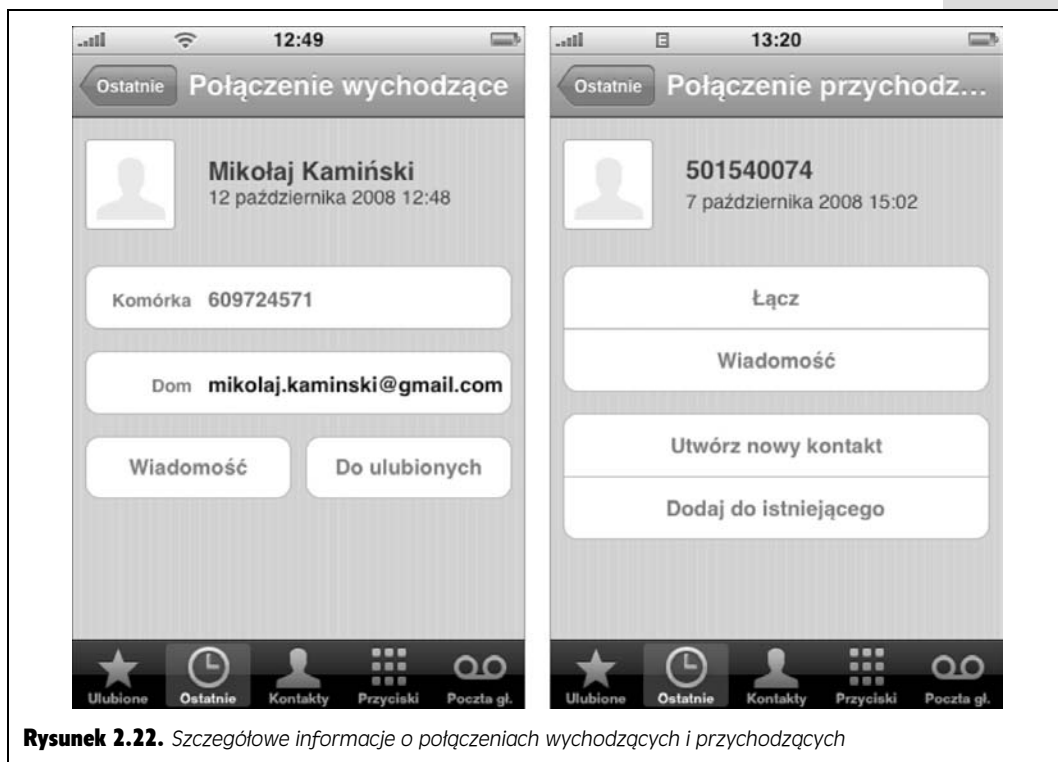 12:49
Ostatnie Połączenie wychodzące
Mikołaj Kamiński
12 października 2008 12:48
Komórka 609724571
Dom mikolaj.kaminski@gmail.com
Wiadomość Do ulubionych
Ulubione Ostatnie Kontakty Przyciski Poczta gł.
E 13:20
Ostatnie Połączenie przychodz...
501540074
7 października 2008 15:02
Łącz
Wiadomość
Utwórz nowy kontakt
Dodaj do istniejącego
Ulubione Ostatnie Kontakty Przyciski Poczta gł.
Rysunek 2.22. Szczegółowe informacje o połączeniach wychodzących i przychodzących